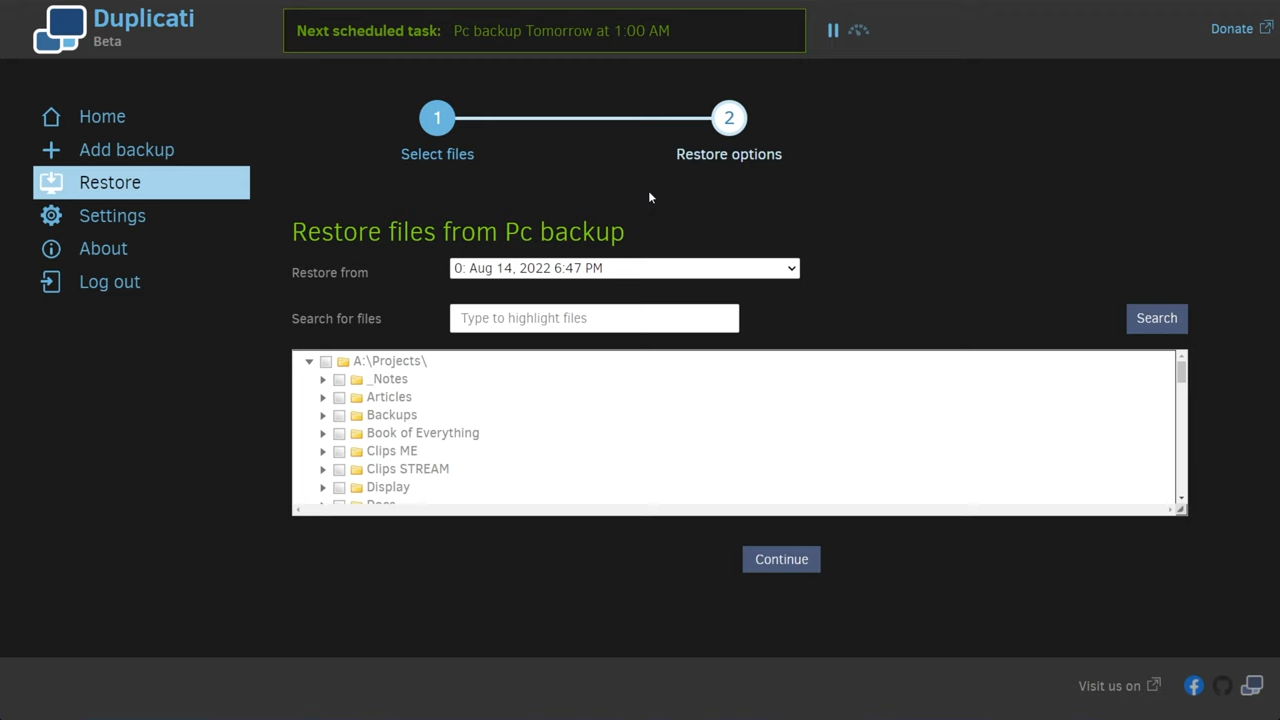 Duplicati
Beta
Next scheduled task: Pc backup Tomorrow at 1:00 AM
Donate
Home
Add backup
Restore
Settings
About
Log out
1
2
Select files
Restore options
Restore files from Pc backup
Restore from
0: Aug 14, 2022 6:47 PM
Search for files
Type to highlight files
Search
A:\Projects\
_Notes
Articles
Backups
Book of Everything
Clips ME
Clips STREAM
Display
Continue
Visit us on